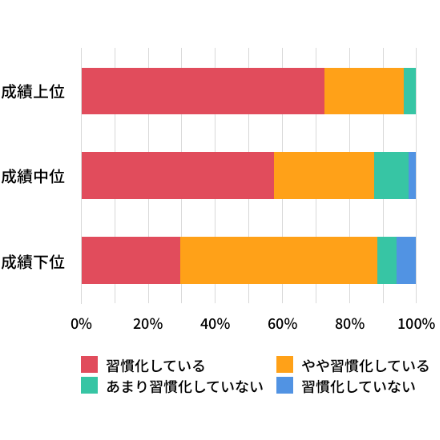 成績上位
成績中位
成績下位
0% 20% 40% 60% 80% 100%
習慣化している やや習慣化している
あまり習慣化していない 習慣化していない